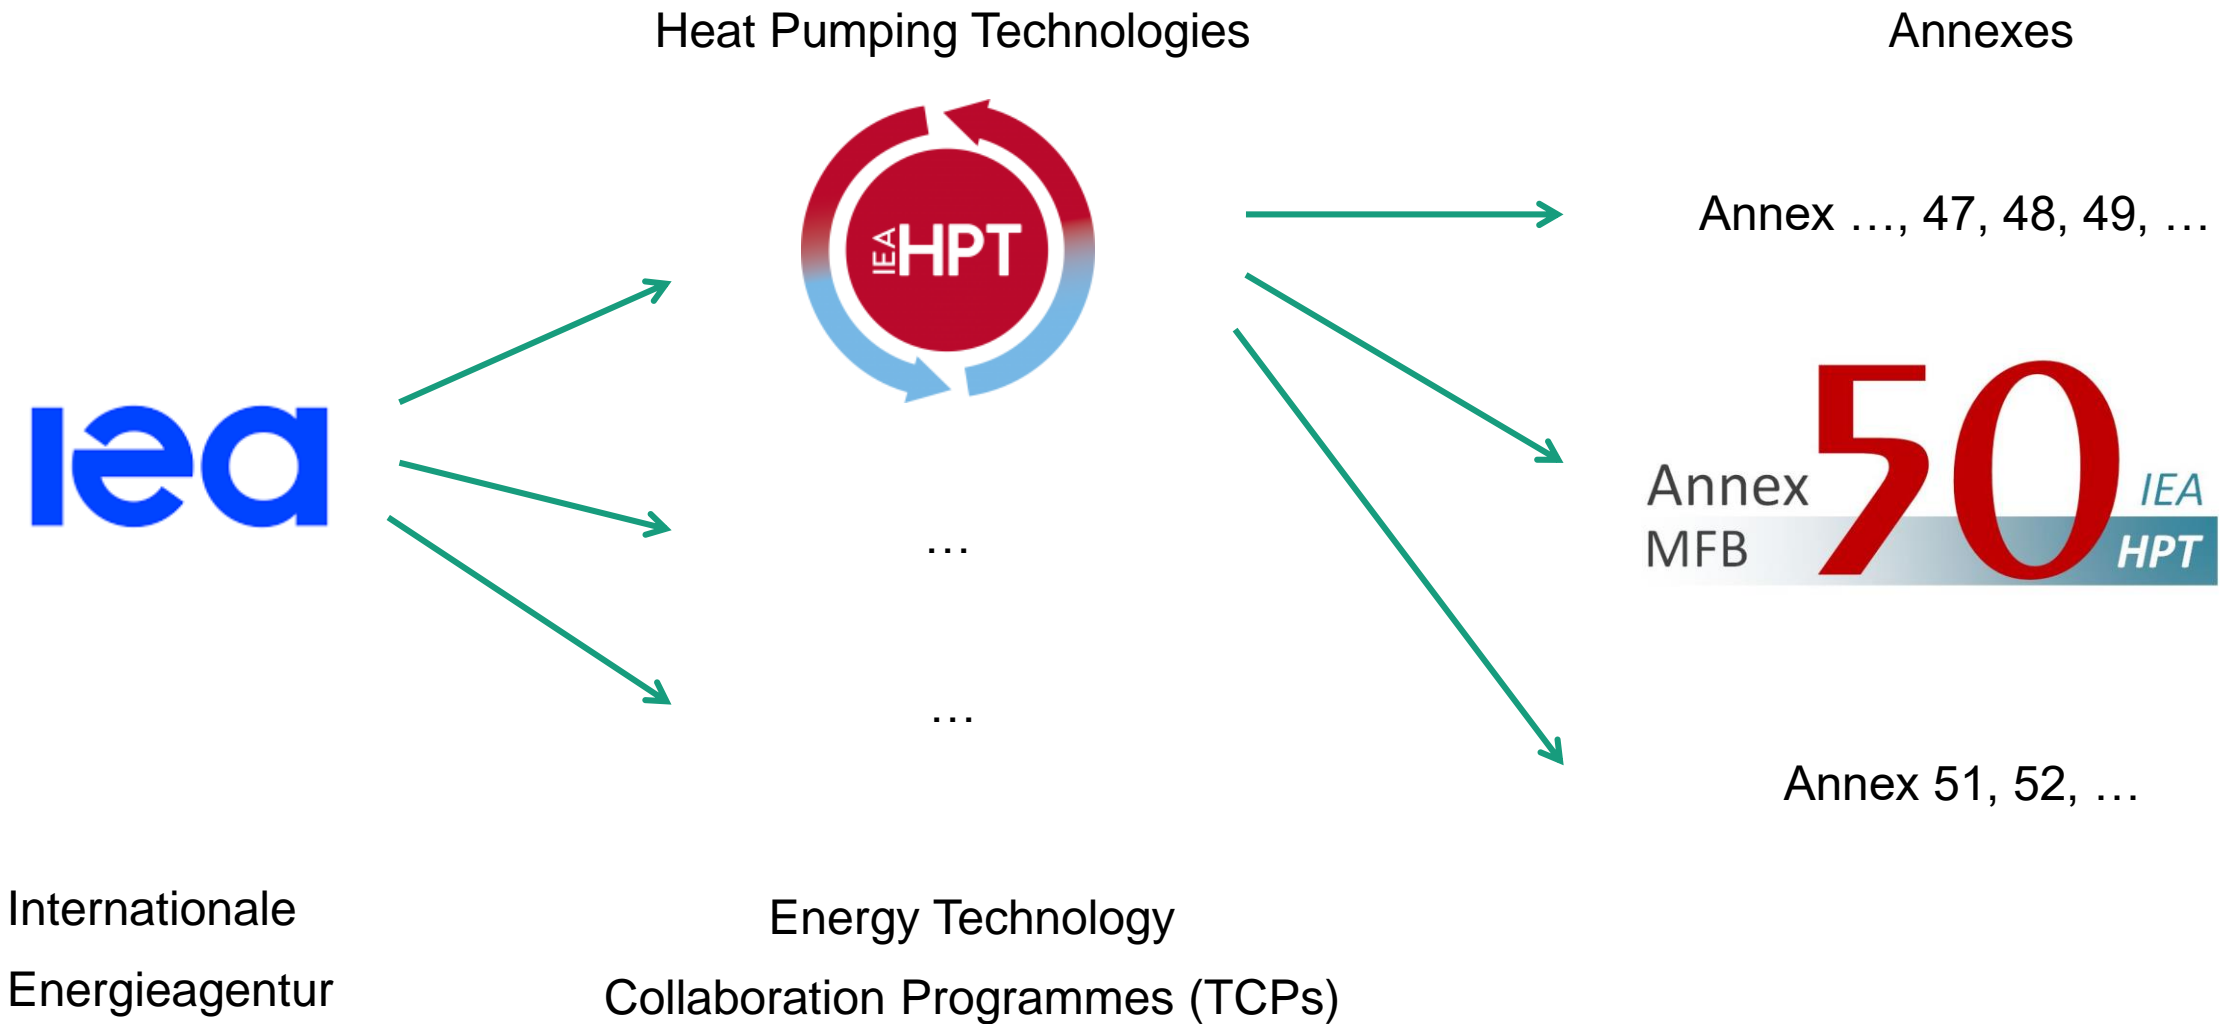 Heat Pumping Technologies
Annexes
IEA HPT
Annex …, 47, 48, 49, …
iea
Annex 50 IEA
MFB HPT
…
…
Annex 51, 52, …
Internationale
Energieagentur
Energy Technology
Collaboration Programmes (TCPs)